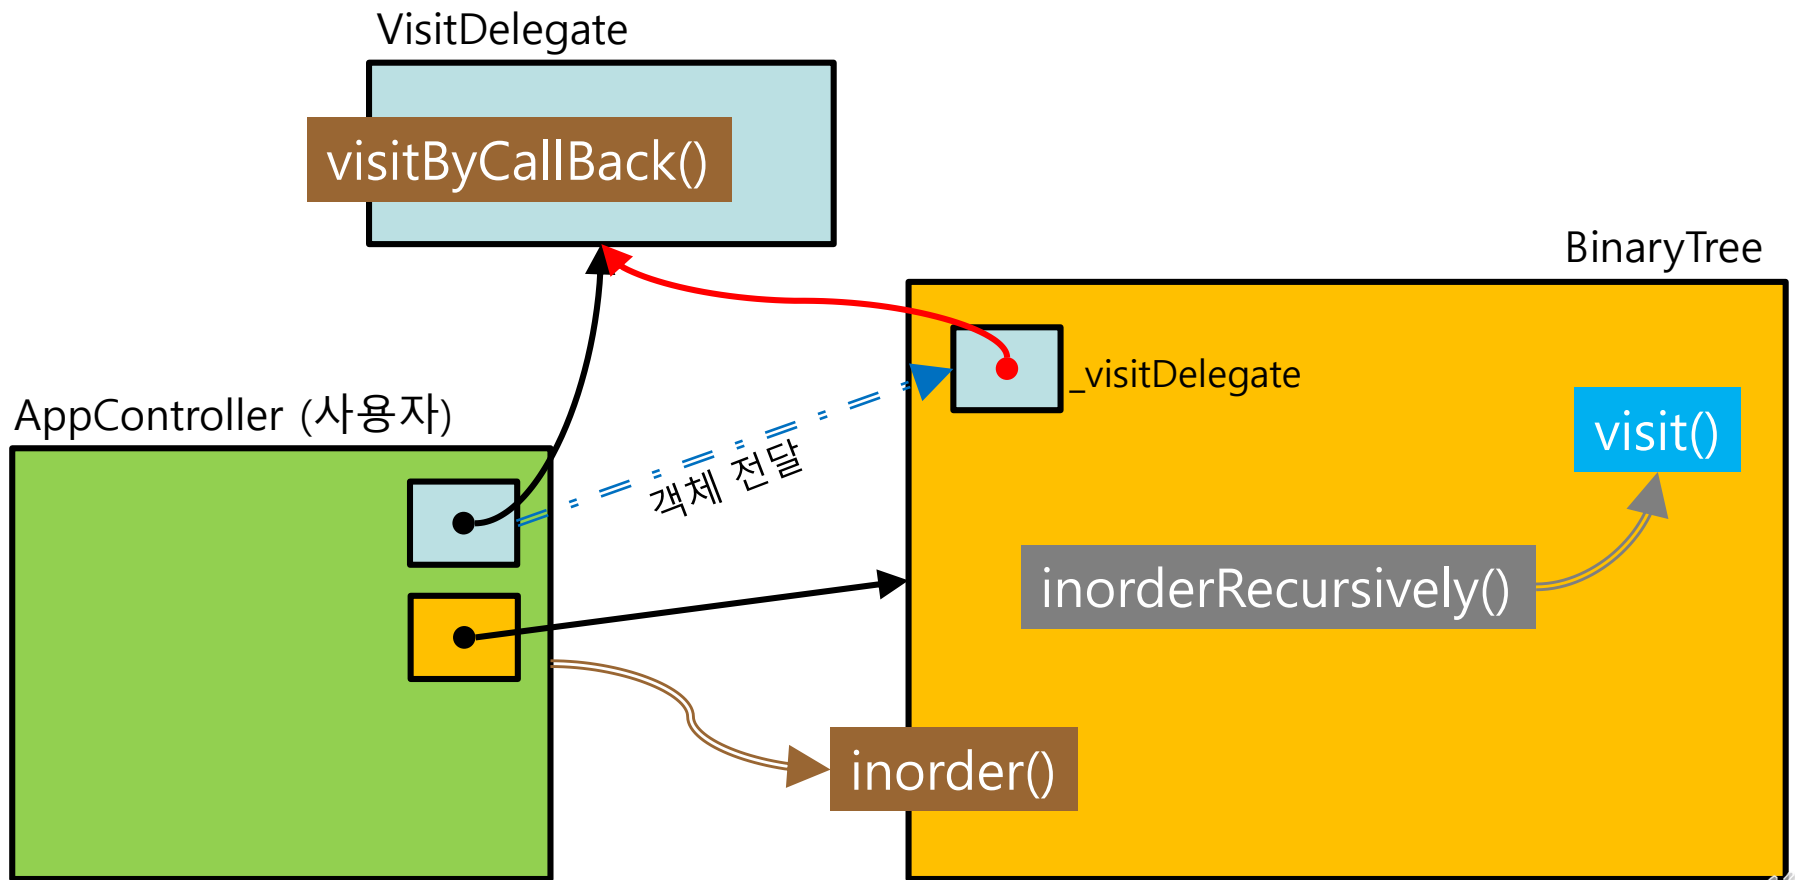 VisitDelegate
visitByCallBack()
BinaryTree
_visitDelegate
AppController (사용자)
visit()
객체 전달
inorderRecursively()
inorder()